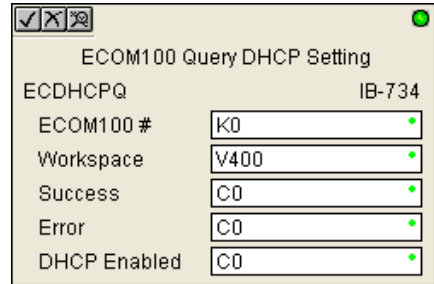 ECOM100 Query DHCP Setting
ECDHCPQ IB-734
ECOM100 # K0
Workspace V400
Success C0
Error C0
DHCP Enabled C0